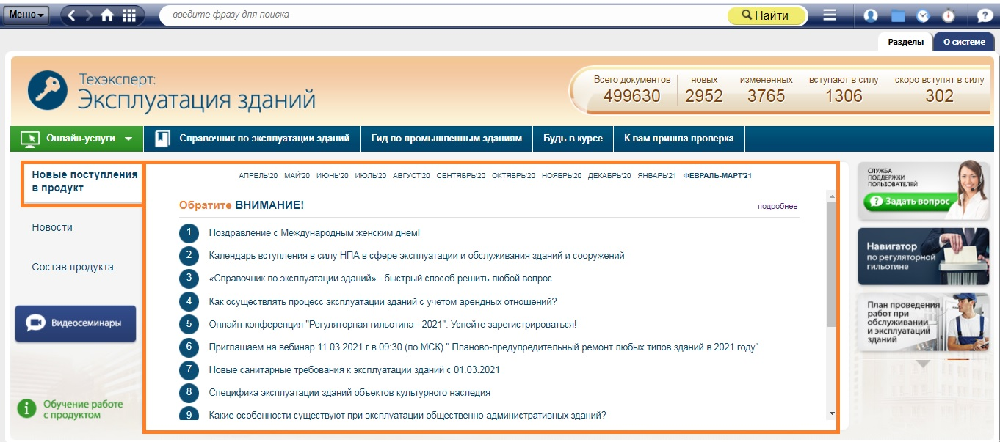 Меню
введите фразу для поиска
Найти
?
Разделы
О системе
Техэксперт:
Эксплуатация зданий
Всего документов
499630
новых
2952
измененных
3765
вступают в силу
1306
скоро вступят в силу
302
Онлайн-услуги
Справочник по эксплуатации зданий
Гид по промышленным зданиям
Будь в курсе
К вам пришла проверка
Новые поступления
в продукт
Новости
Состав продукта
Видеосеминары
i
Обучение работе
с продуктом
АПРЕЛЬ'20 МАЙ'20 ИЮНЬ'20 ИЮЛЬ'20 АВГУСТ'20 СЕНТЯБРЬ'20 ОКТЯБРЬ'20 НОЯБРЬ'20 ДЕКАБРЬ'20 ЯНВАРЬ'21 ФЕВРАЛЬ-МАРТ'21
Обратите ВНИМАНИЕ!
подробнее
1 Поздравление с Международным женским днем!
2 Календарь вступления в силу НПА в сфере эксплуатации и обслуживания зданий и сооружений
3 «Справочник по эксплуатации зданий» - быстрый способ решить любой вопрос
4 Как осуществлять процесс эксплуатации зданий с учетом арендных отношений?
5 Онлайн-конференция "Регуляторная гильотина - 2021". Успейте зарегистрироваться!
6 Приглашаем на вебинар 11.03.2021 г в 09:30 (по МСК) " Планово-предупредительный ремонт любых типов зданий в 2021 году"
7 Новые санитарные требования к эксплуатации зданий с 01.03.2021
8 Специфика эксплуатации зданий объектов культурного наследия
9 Какие особенности существуют при эксплуатации общественно-административных зданий?
СЛУЖБА
ПОДДЕРЖКИ
ПОЛЬЗОВАТЕЛЕЙ
? Задать вопрос
Навигатор
по регуляторной
гильотине
План проведения
работ при
обслуживании
и эксплуатации
зданий